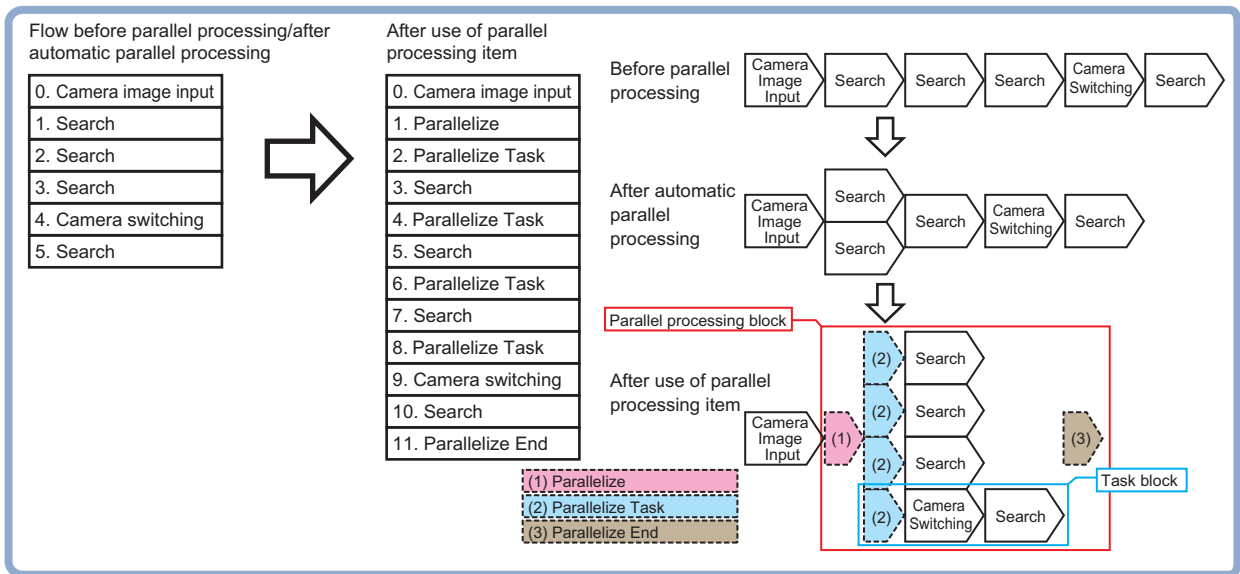 Flow before parallel processing/after
automatic parallel processing
0. Camera image input
1. Search
2. Search
3. Search
4. Camera switching
5. Search
After use of parallel
processing item
0. Camera image input
1. Parallelize
2. Parallelize Task
3. Search
4. Parallelize Task
5. Search
6. Parallelize Task
7. Search
8. Parallelize Task
9. Camera switching
10. Search
11. Parallelize End
(1) Parallelize
(2) Parallelize Task
(3) Parallelize End
Before parallel
processing
Camera
Image
Input
Search
Search
Search
Camera
Switching
Search
After automatic
parallel
processing
Camera
Image
Input
Search
Search
Search
Camera
Switching
Search
Parallel processing block
After use of parallel
processing item
Camera
Image
Input
(1)
(2)
Search
(2)
Search
(2)
Search
(2)
Camera
Switching
Search
(3)
Task block